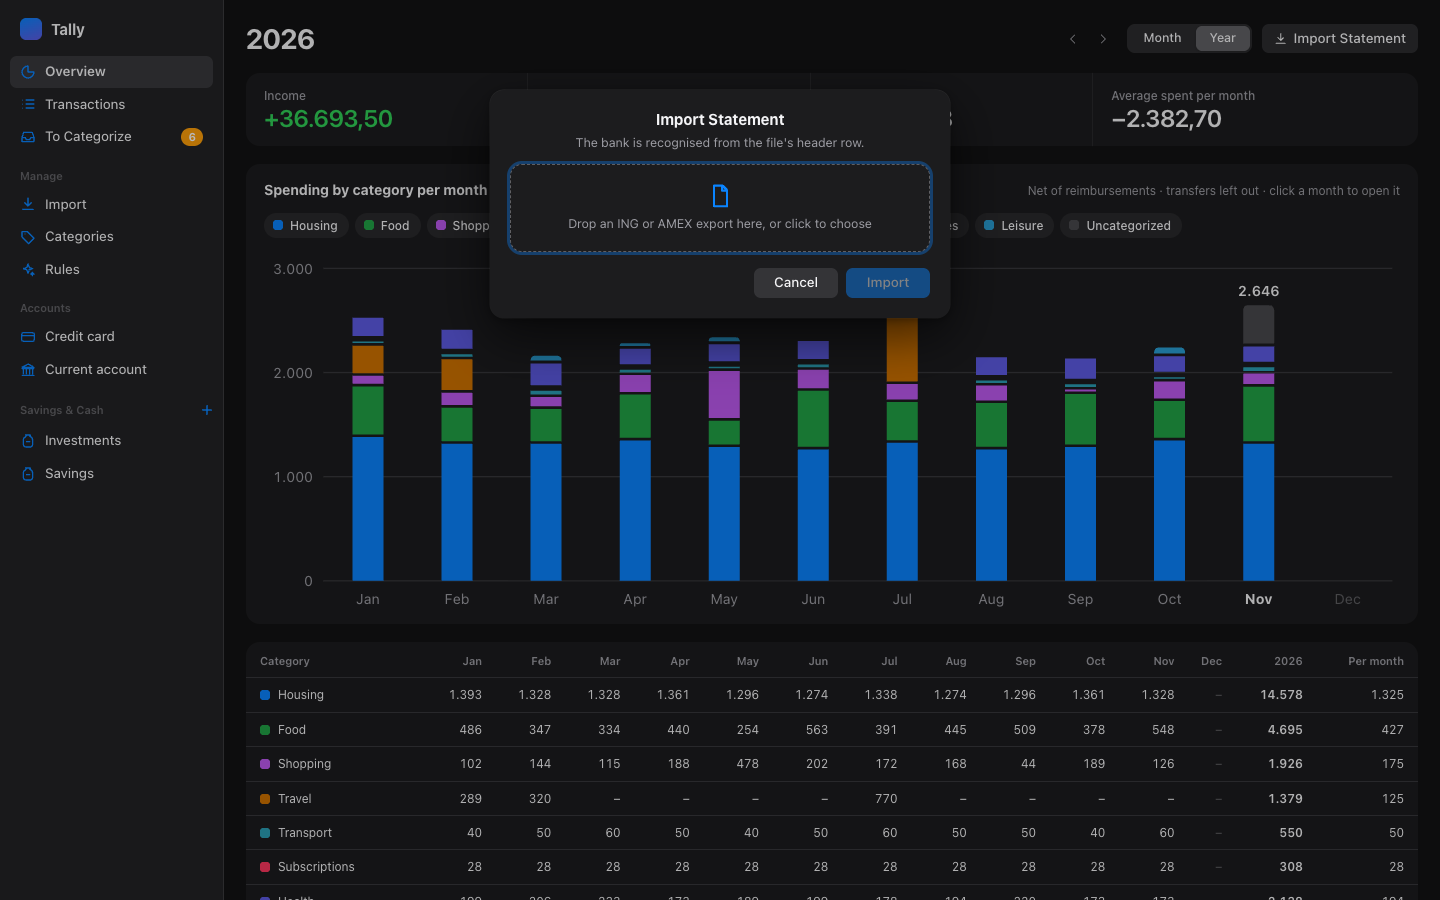 Tally
Overview
Transactions
To Categorize 6
Manage
Import
Categories
Rules
Accounts
Credit card
Current account
Savings & Cash +
Investments
Savings
2026
Month Year Import Statement
Income
+36.693,50
Average spent per month
−2.382,70
Import Statement
The bank is recognised from the file's header row.
Drop an ING or AMEX export here, or click to choose
Cancel Import
Spending by category per month
Net of reimbursements · transfers left out · click a month to open it
Housing Food Leisure Uncategorized
3.000
2.000
1.000
0
2.646
Jan Feb Mar Apr May Jun Jul Aug Sep Oct Nov Dec
Category Jan Feb Mar Apr May Jun Jul Aug Sep Oct Nov Dec 2026 Per month
Housing 1.393 1.328 1.328 1.361 1.296 1.274 1.338 1.274 1.296 1.361 1.328 – 14.578 1.325
Food 486 347 334 440 254 563 391 445 509 378 548 – 4.695 427
Shopping 102 144 115 188 478 202 172 168 44 189 126 – 1.926 175
Travel 289 320 – – – – 770 – – – – – 1.379 125
Transport 40 50 60 50 40 50 60 50 50 40 60 – 550 50
Subscriptions 28 28 28 28 28 28 28 28 28 28 28 – 308 28